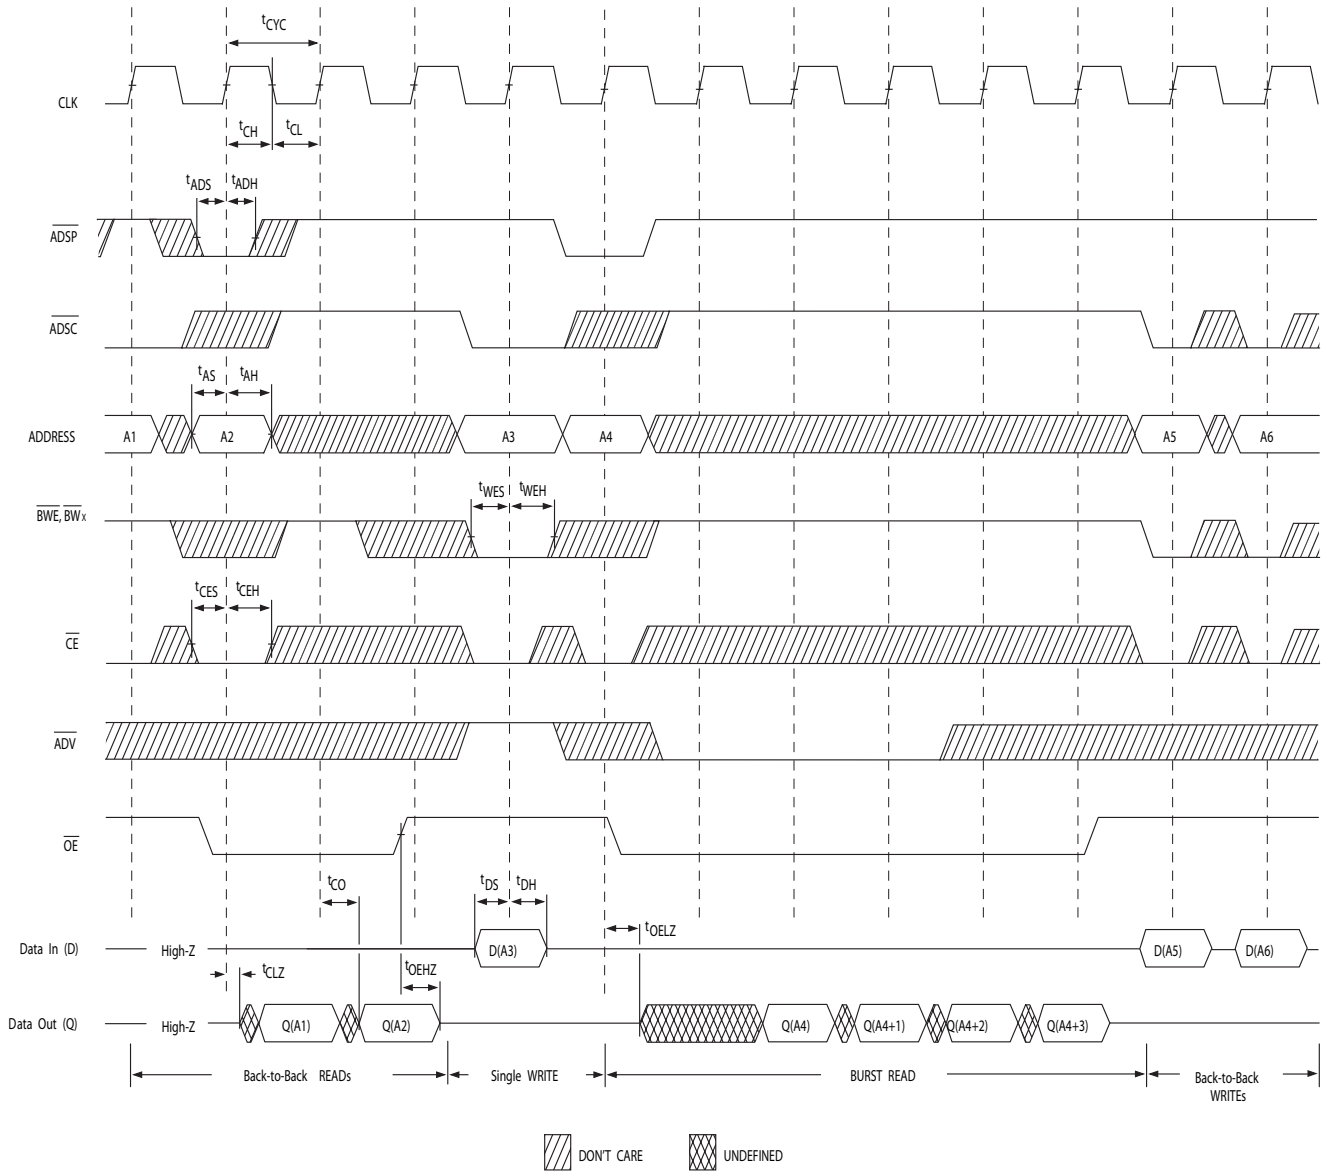 tCYC
CLK
tCH tCL
tADS tADH
ADSP
ADSC
tAS tAH
ADDRESS A1 A2 A3 A4 A5 A6
tWES tWEH
BWE, BWx
tCES tCEH
CE
ADV
OE
tCO tDS tDH
tOELZ
Data In (D) High-Z D(A3) D(A5) D(A6)
tCLZ tOEHZ
Data Out (Q) High-Z Q(A1) Q(A2) Q(A4) Q(A4+1) Q(A4+2) Q(A4+3)
Back-to-Back READs Single WRITE BURST READ Back-to-Back
WRITEs
DON'T CARE UNDEFINED